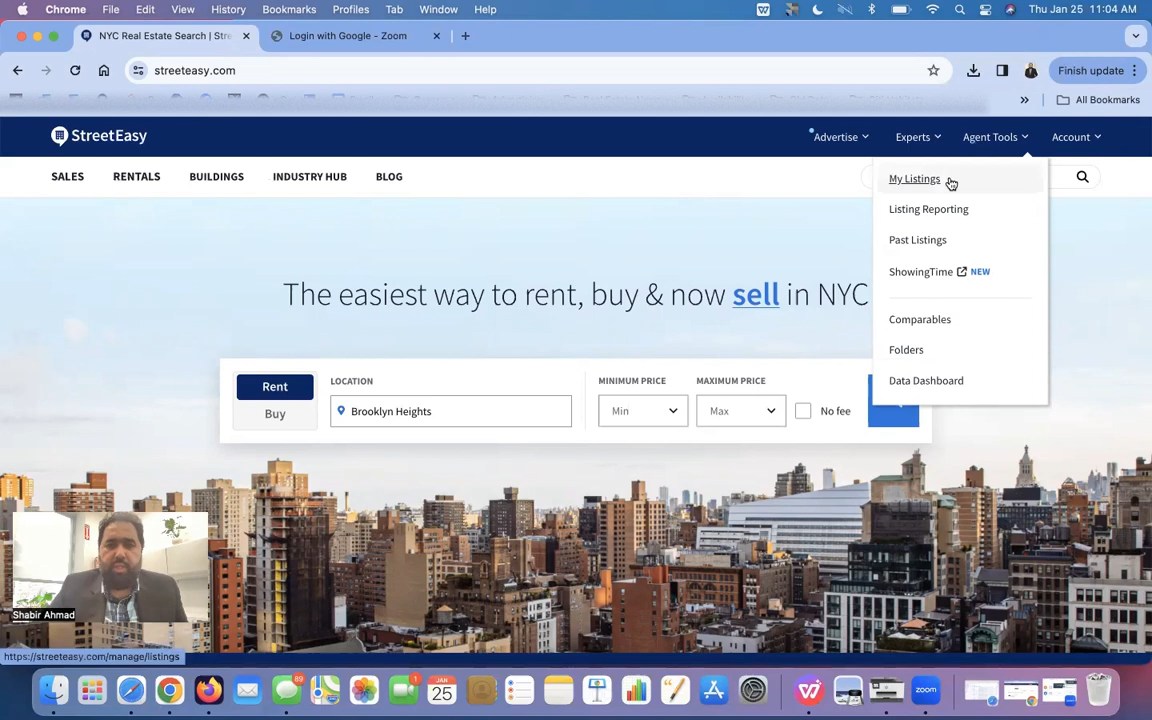 Chrome File Edit View History Bookmarks Profiles Tab Window Help Thu Jan 25 11:04 AM
NYC Real Estate Search | Stre Login with Google - Zoom
streeteasy.com Finish update
All Bookmarks
StreetEasy Advertise Experts Agent Tools Account
SALES RENTALS BUILDINGS INDUSTRY HUB BLOG
My Listings
Listing Reporting
Past Listings
ShowingTime NEW
Comparables
Folders
Data Dashboard
The easiest way to rent, buy & now sell in NYC
Rent
Buy
LOCATION
Brooklyn Heights
MINIMUM PRICE
Min
MAXIMUM PRICE
Max
No fee
Shabir Ahmad
https://streeteasy.com/manage/listings
89
1
JAN
25
zoom